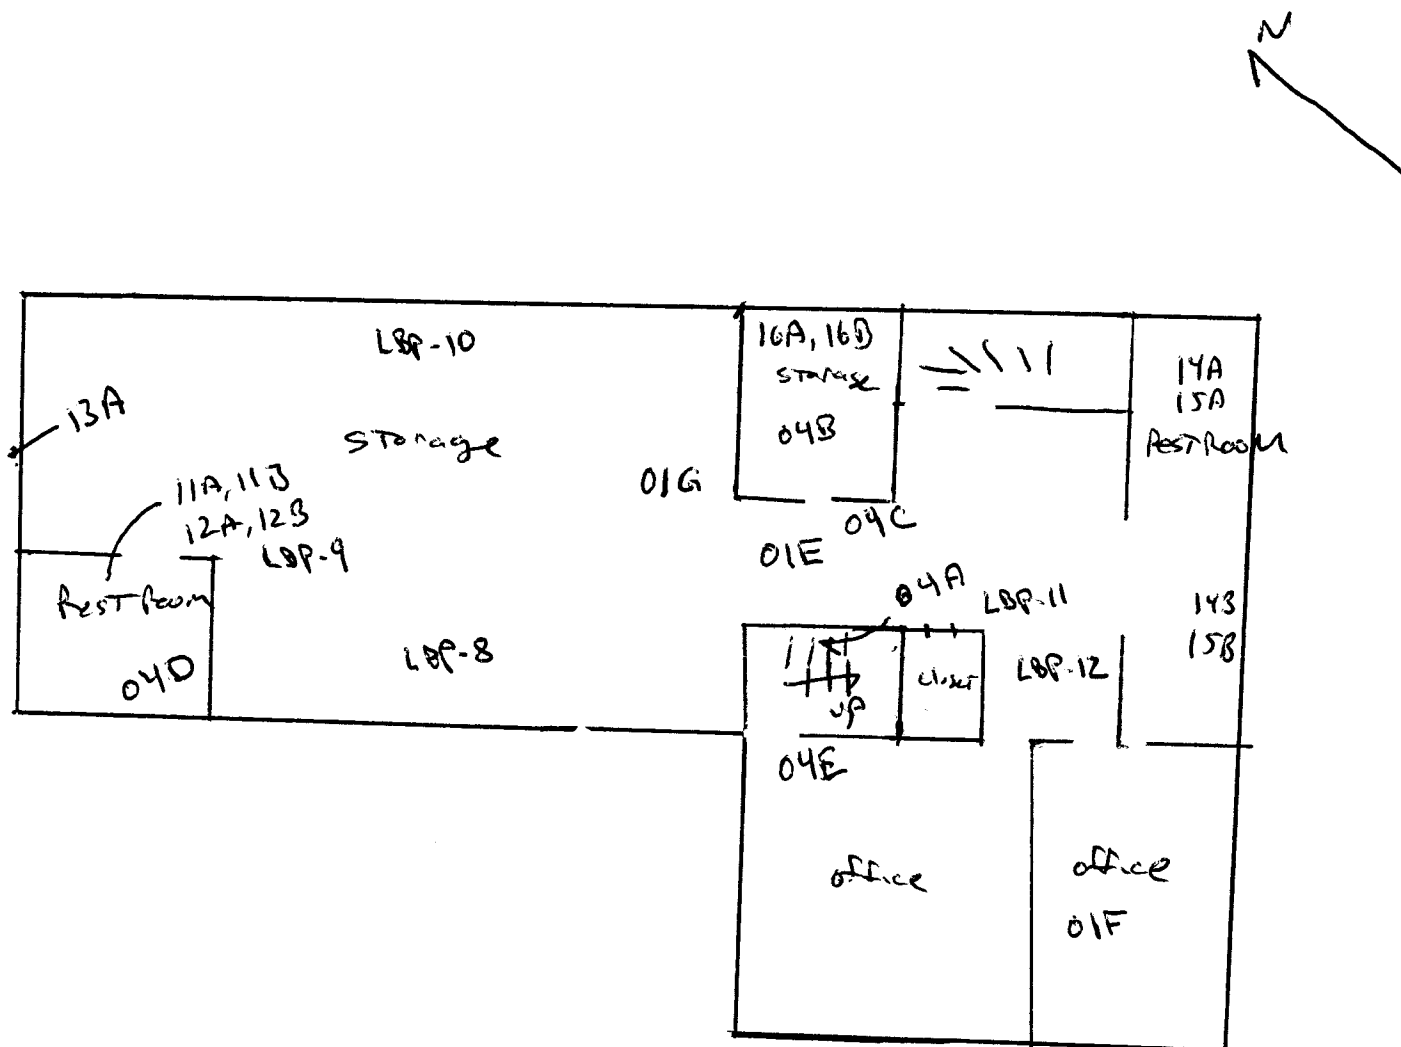 N
LBP-10
16A, 16B
Storage
04B
14A
15A
RestRoom
13A
Storage
01G
11A, 11B
12A, 12B
LBP-9
04C
01E
RestRoom
04D
LBP-8
04A
LBP-11
14B
15B
closet
LBP-12
UP
04E
office
office
01F